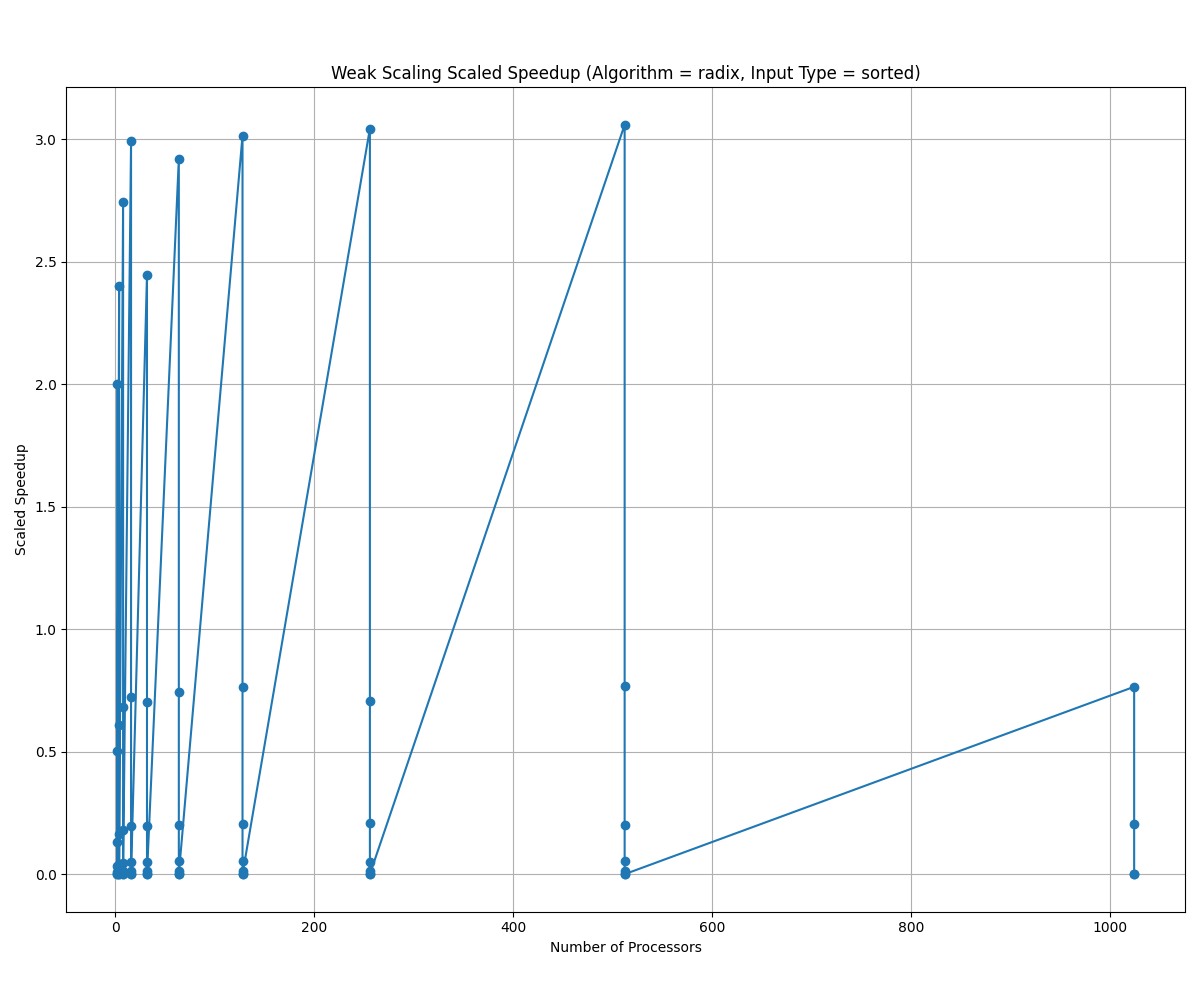 Weak Scaling Scaled Speedup (Algorithm = radix, Input Type = sorted)
Scaled Speedup
3.0
2.5
2.0
1.5
1.0
0.5
0.0
0 200 400 600 800 1000
Number of Processors